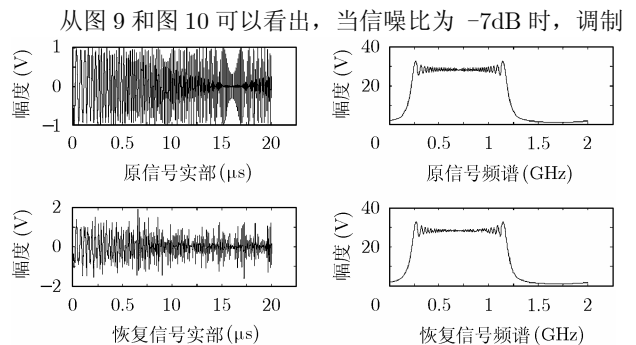 从图 9 和图 10 可以看出，当信噪比为 -7dB 时，调制
幅度 (V)
1
0
-1
0 0.5 10 15 20
原信号实部 (μs)
幅度 (V)
40
20
0 0.5 1 1.5 2
原信号频谱 (GHz)
幅度 (V)
2
0
-2
0 0.5 10 15 20
恢复信号实部 (μs)
幅度 (V)
40
20
0 0.5 1 1.5 2
恢复信号频谱 (GHz)